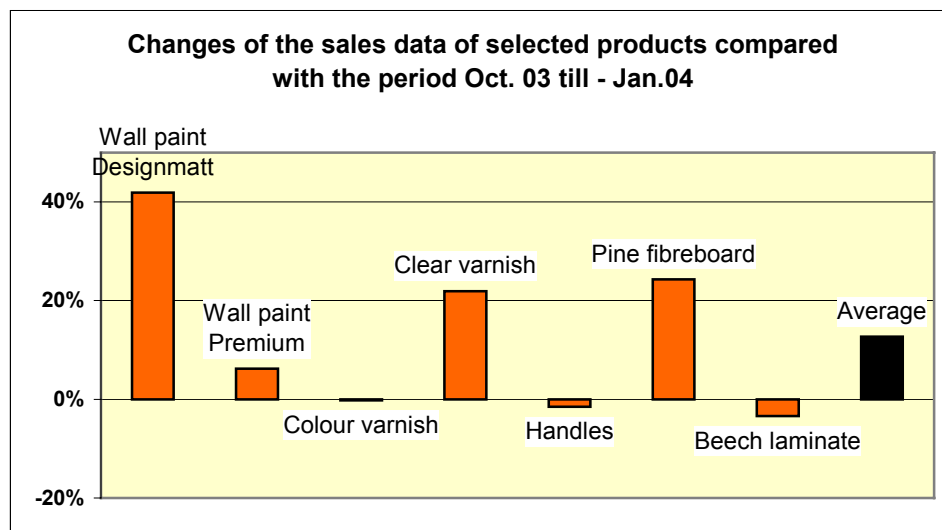 Changes of the sales data of selected products compared
with the period Oct. 03 till - Jan.04
Wall paint
Designmatt
40%
Clear varnish
Pine fibreboard
20%
Wall paint
Premium
Average
0%
Colour varnish
Handles
Beech laminate
-20%